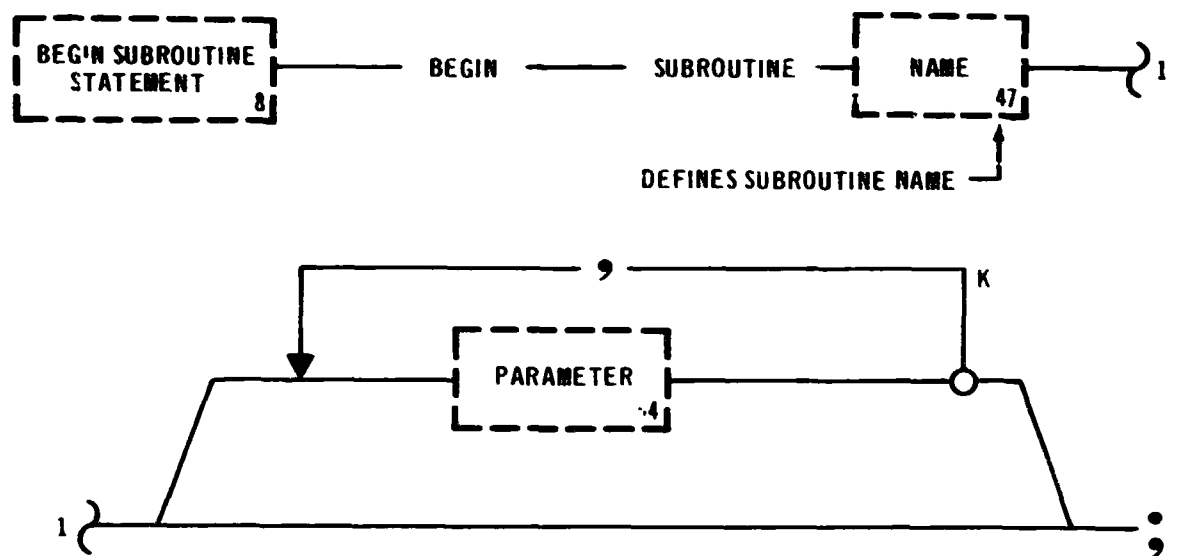 BEGIN SUBROUTINE
STATEMENT
8
BEGIN
SUBROUTINE
NAME
47
1
DEFINES SUBROUTINE NAME
,
K
PARAMETER
1
;